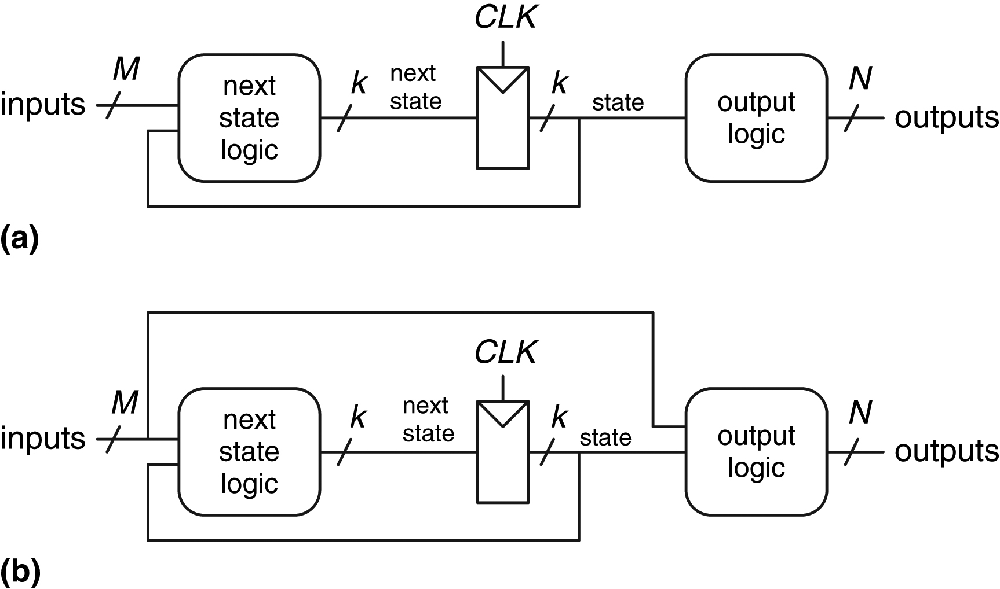 CLK
M
inputs
next
state
logic
k
next
state
k
state
output
logic
N
outputs
(a)
CLK
M
inputs
next
state
logic
k
next
state
k
state
output
logic
N
outputs
(b)